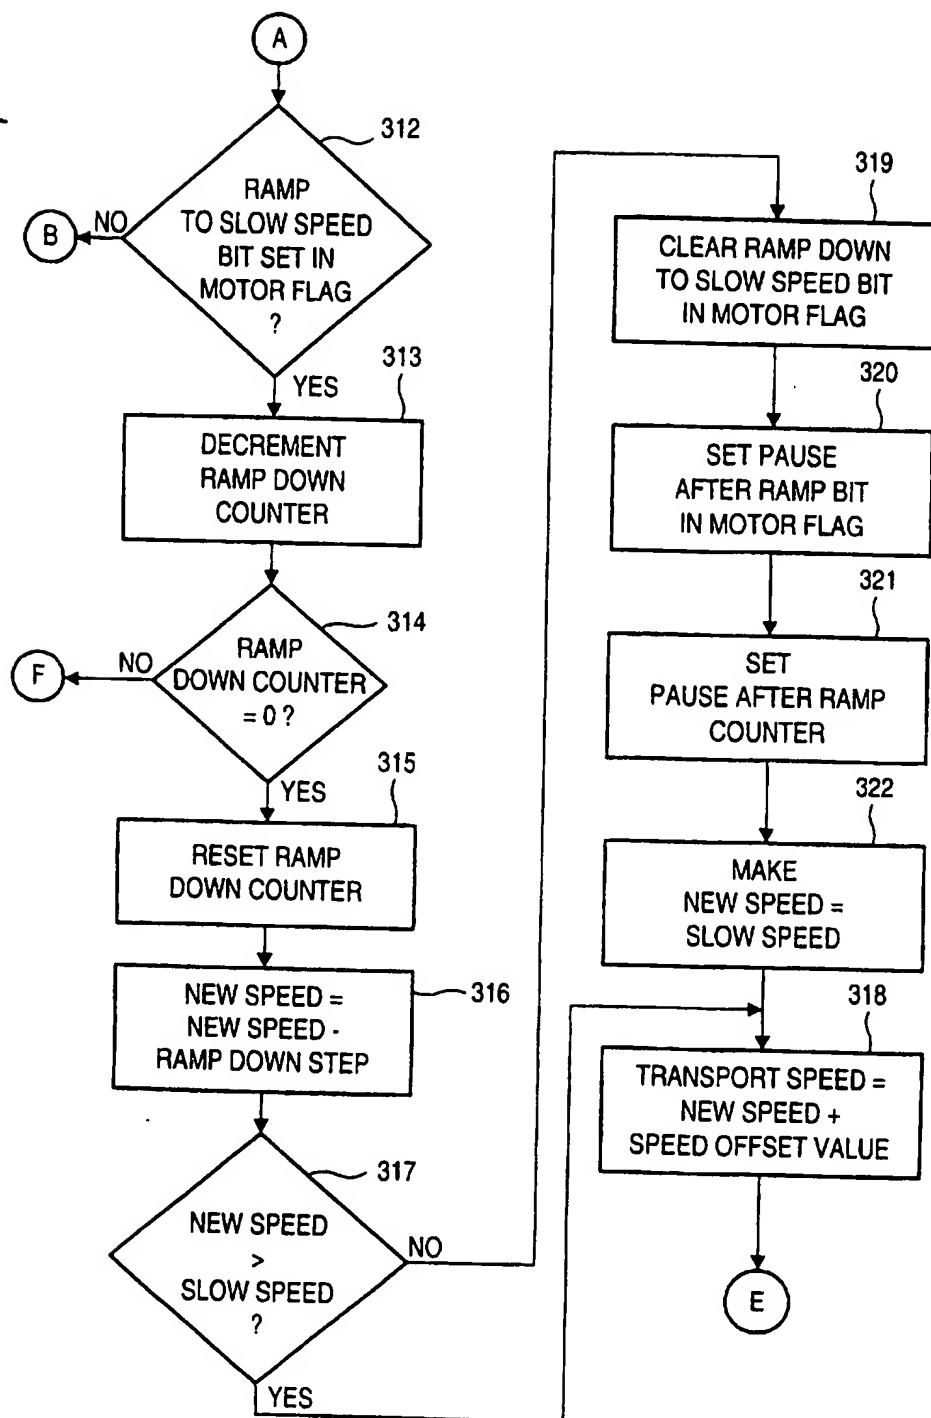 A
312
RAMP
TO SLOW SPEED
BIT SET IN
MOTOR FLAG
?
NO
B
YES
313
DECREMENT
RAMP DOWN
COUNTER
314
RAMP
DOWN COUNTER
= 0 ?
NO
F
YES
315
RESET RAMP
DOWN COUNTER
316
NEW SPEED =
NEW SPEED -
RAMP DOWN STEP
317
NEW SPEED
>
SLOW SPEED
?
NO
YES
319
CLEAR RAMP DOWN
TO SLOW SPEED BIT
IN MOTOR FLAG
320
SET PAUSE
AFTER RAMP BIT
IN MOTOR FLAG
321
SET
PAUSE AFTER RAMP
COUNTER
322
MAKE
NEW SPEED =
SLOW SPEED
318
TRANSPORT SPEED =
NEW SPEED +
SPEED OFFSET VALUE
E